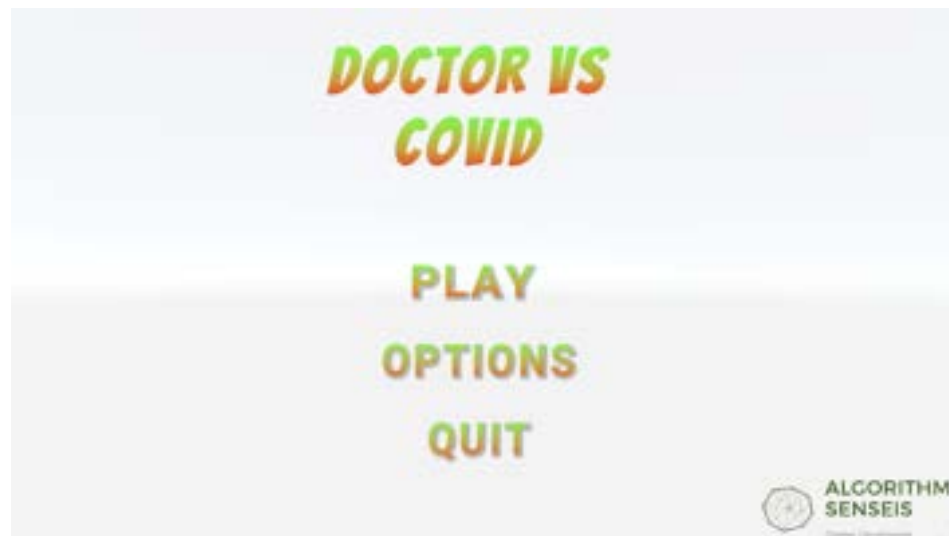 DOCTOR VS
COVID
PLAY
OPTIONS
QUIT
ALGORITHM
SENSEIS